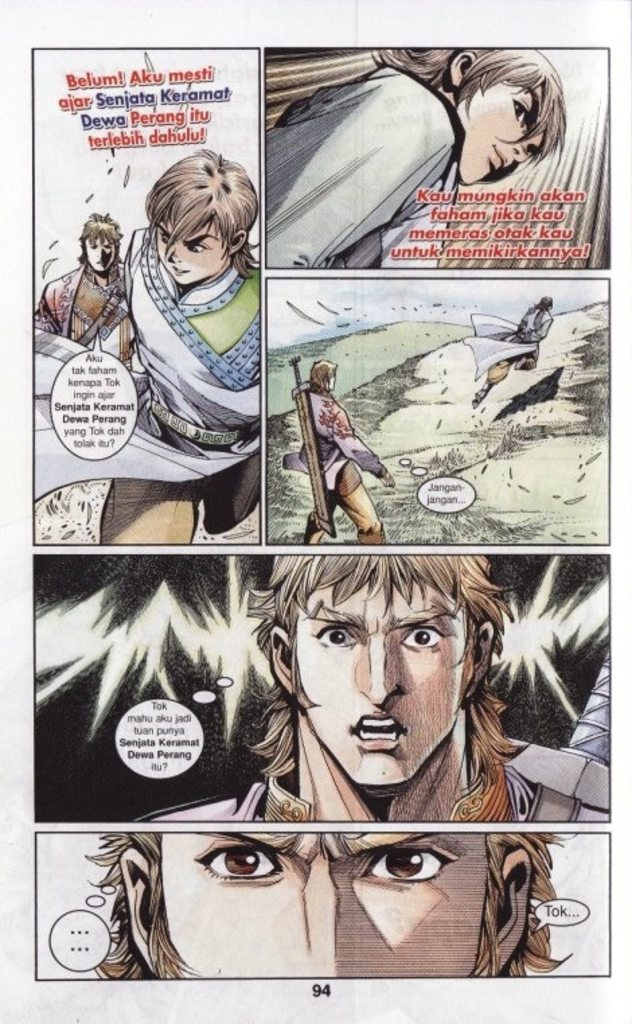 Belum! Aku mesti
ajar Senjata Keramat
Dewa Perang itu
terlebih dahulu!
Aku
tak faham
kenapa Tok
ingin ajar
Senjata Keramat
Dewa Perang
yang Tok dah
tolak itu?
Kau mungkin akan
faham jika kau
memeras otak kau
untuk memikirkannya!
Jangan-
jangan...
Tok
mahu aku jadi
tuan punya
Senjata Keramat
Dewa Perang
itu?
...
...
Tok...
94